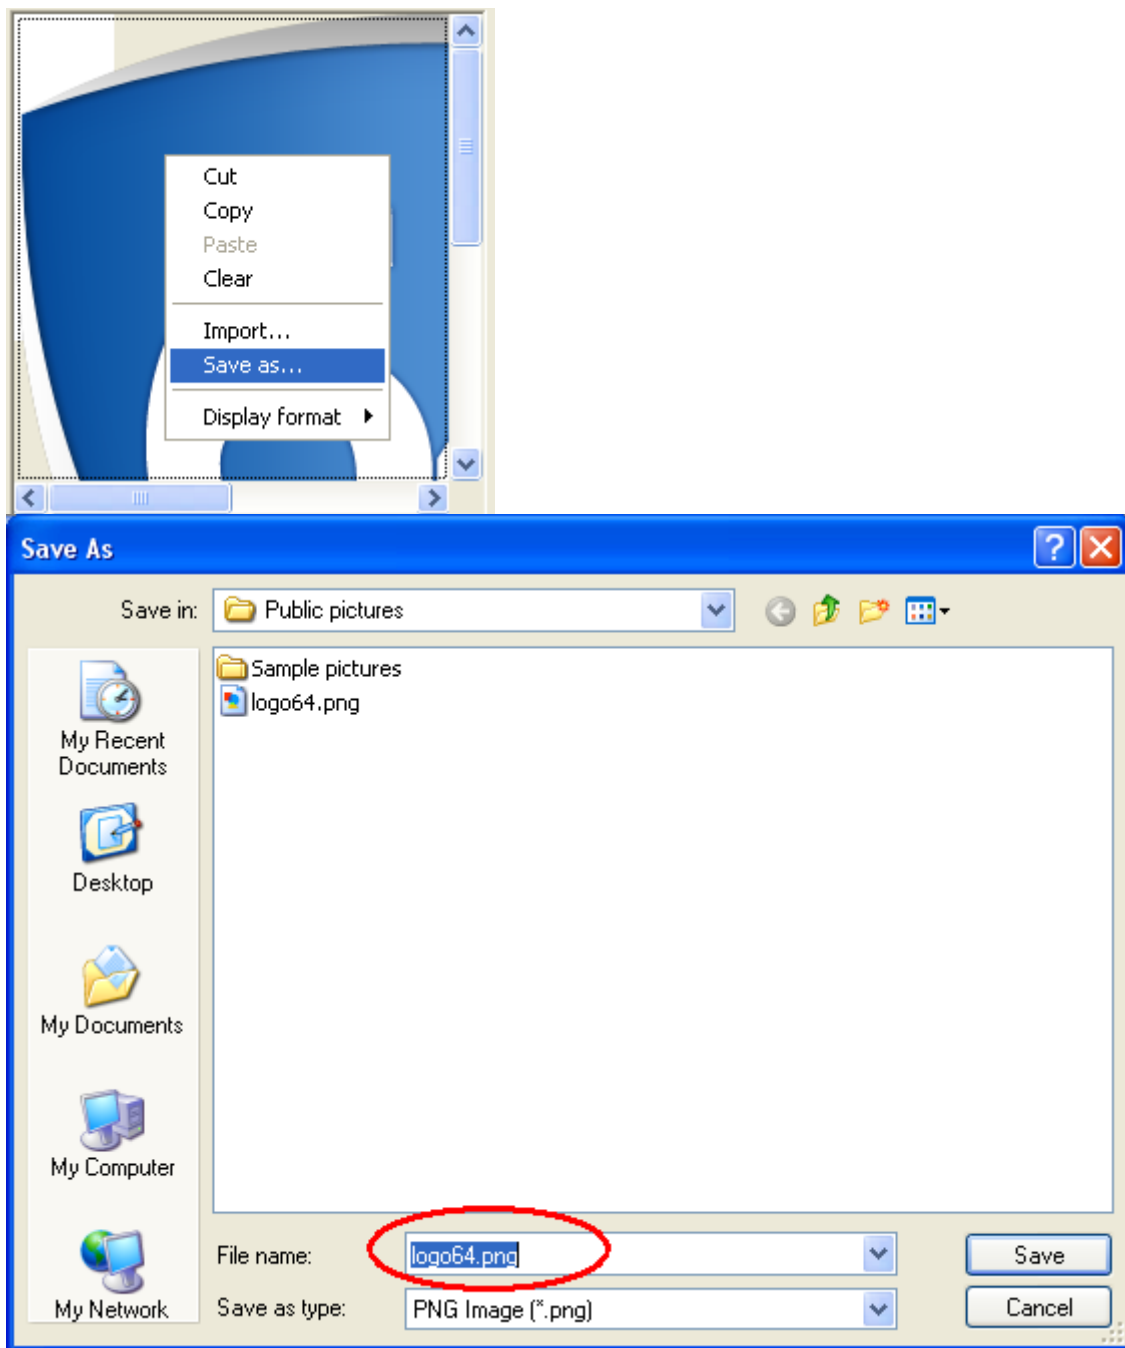 Cut
Copy
Paste
Clear
Import...
Save as...
Display format
Save As
Save in:
Public pictures
Sample pictures
logo64.png
My Recent
Documents
Desktop
My Documents
My Computer
My Network
File name:
logo64.png
Save
Save as type:
PNG Image (*.png)
Cancel